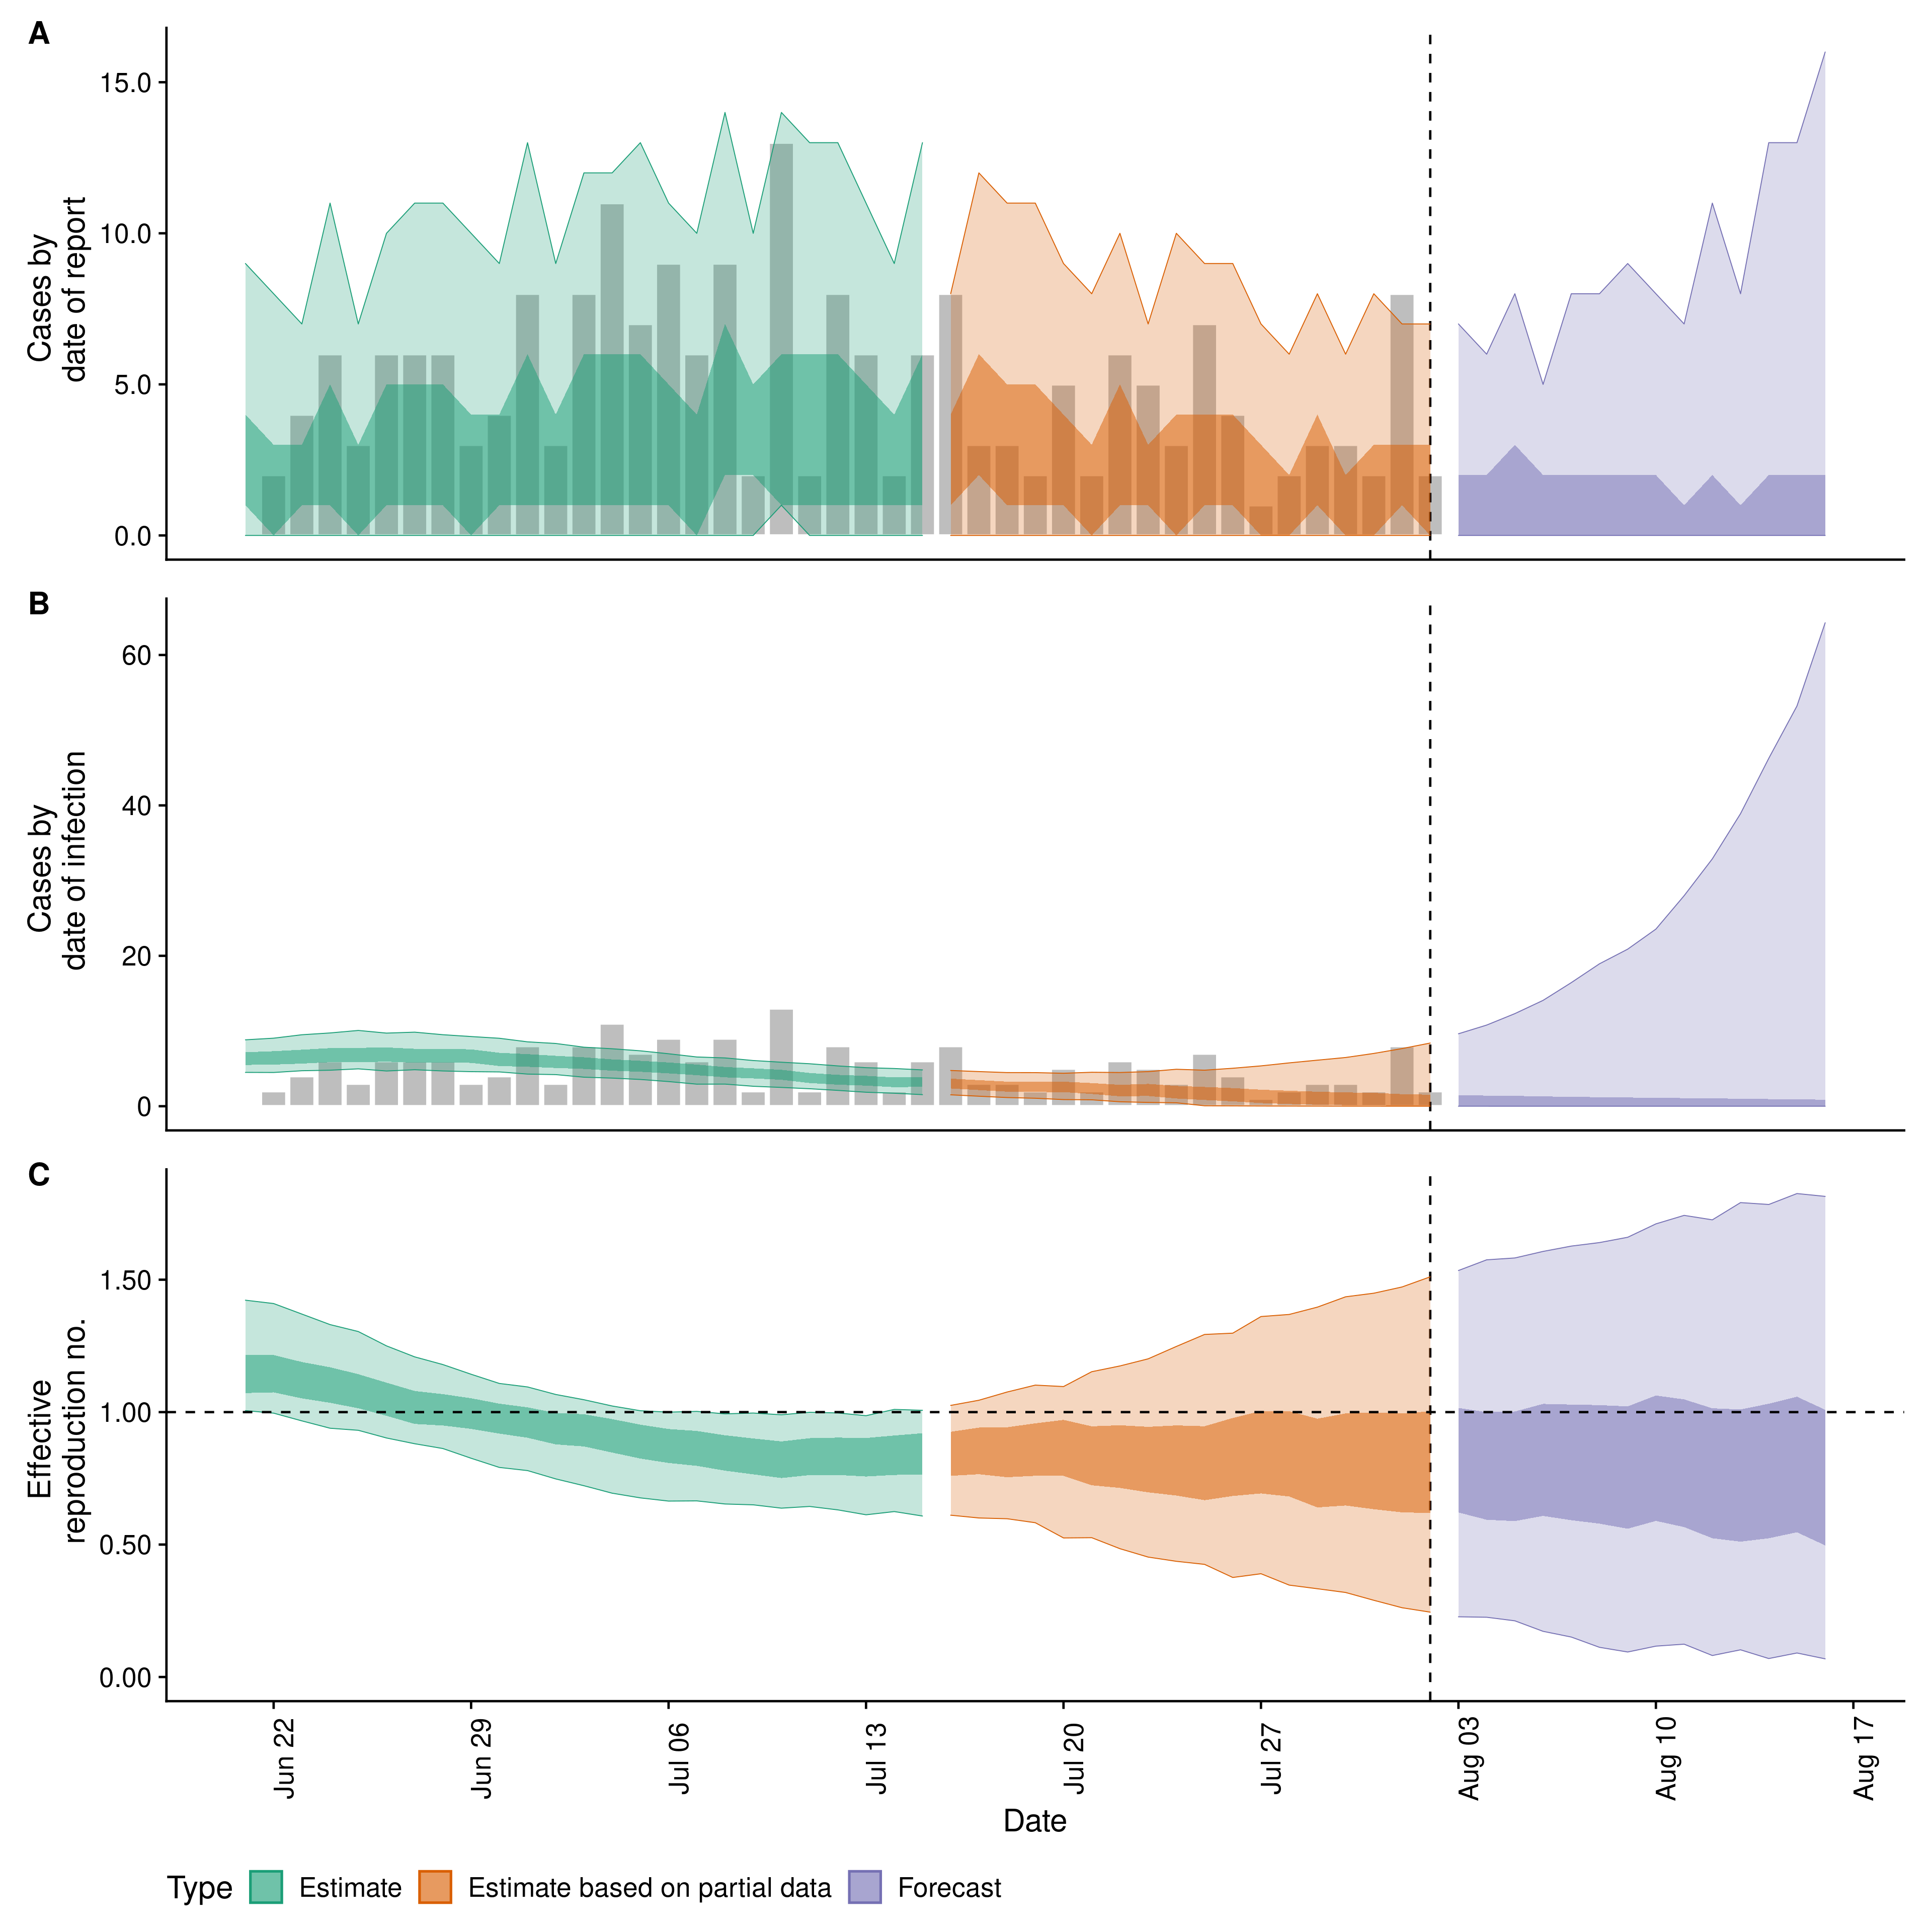 A
Cases by
date of report
15.0
10.0
5.0
0.0
B
Cases by
date of infection
60
40
20
0
C
Effective
reproduction no.
1.50
1.00
0.50
0.00
Jun 22
Jun 29
Jul 06
Jul 13
Jul 20
Jul 27
Aug 03
Aug 10
Aug 17
Date
Type Estimate Estimate based on partial data Forecast